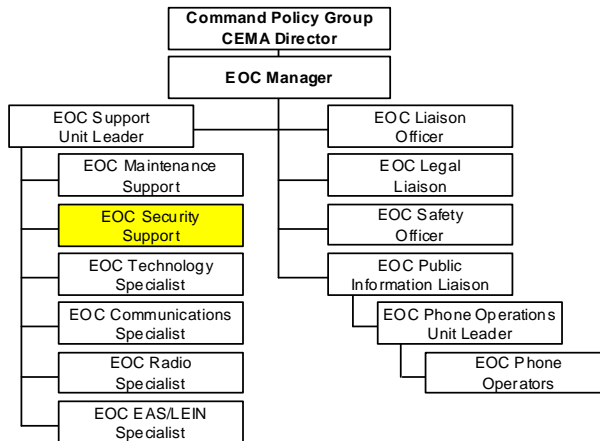 Command Policy Group
CEMA Director
EOC Manager
EOC Support
Unit Leader
EOC Maintenance
Support
EOC Security
Support
EOC Technology
Specialist
EOC Communications
Specialist
EOC Radio
Specialist
EOC EAS/LEIN
Specialist
EOC Liaison
Officer
EOC Legal
Liaison
EOC Safety
Officer
EOC Public
Information Liaison
EOC Phone Operations
Unit Leader
EOC Phone
Operators